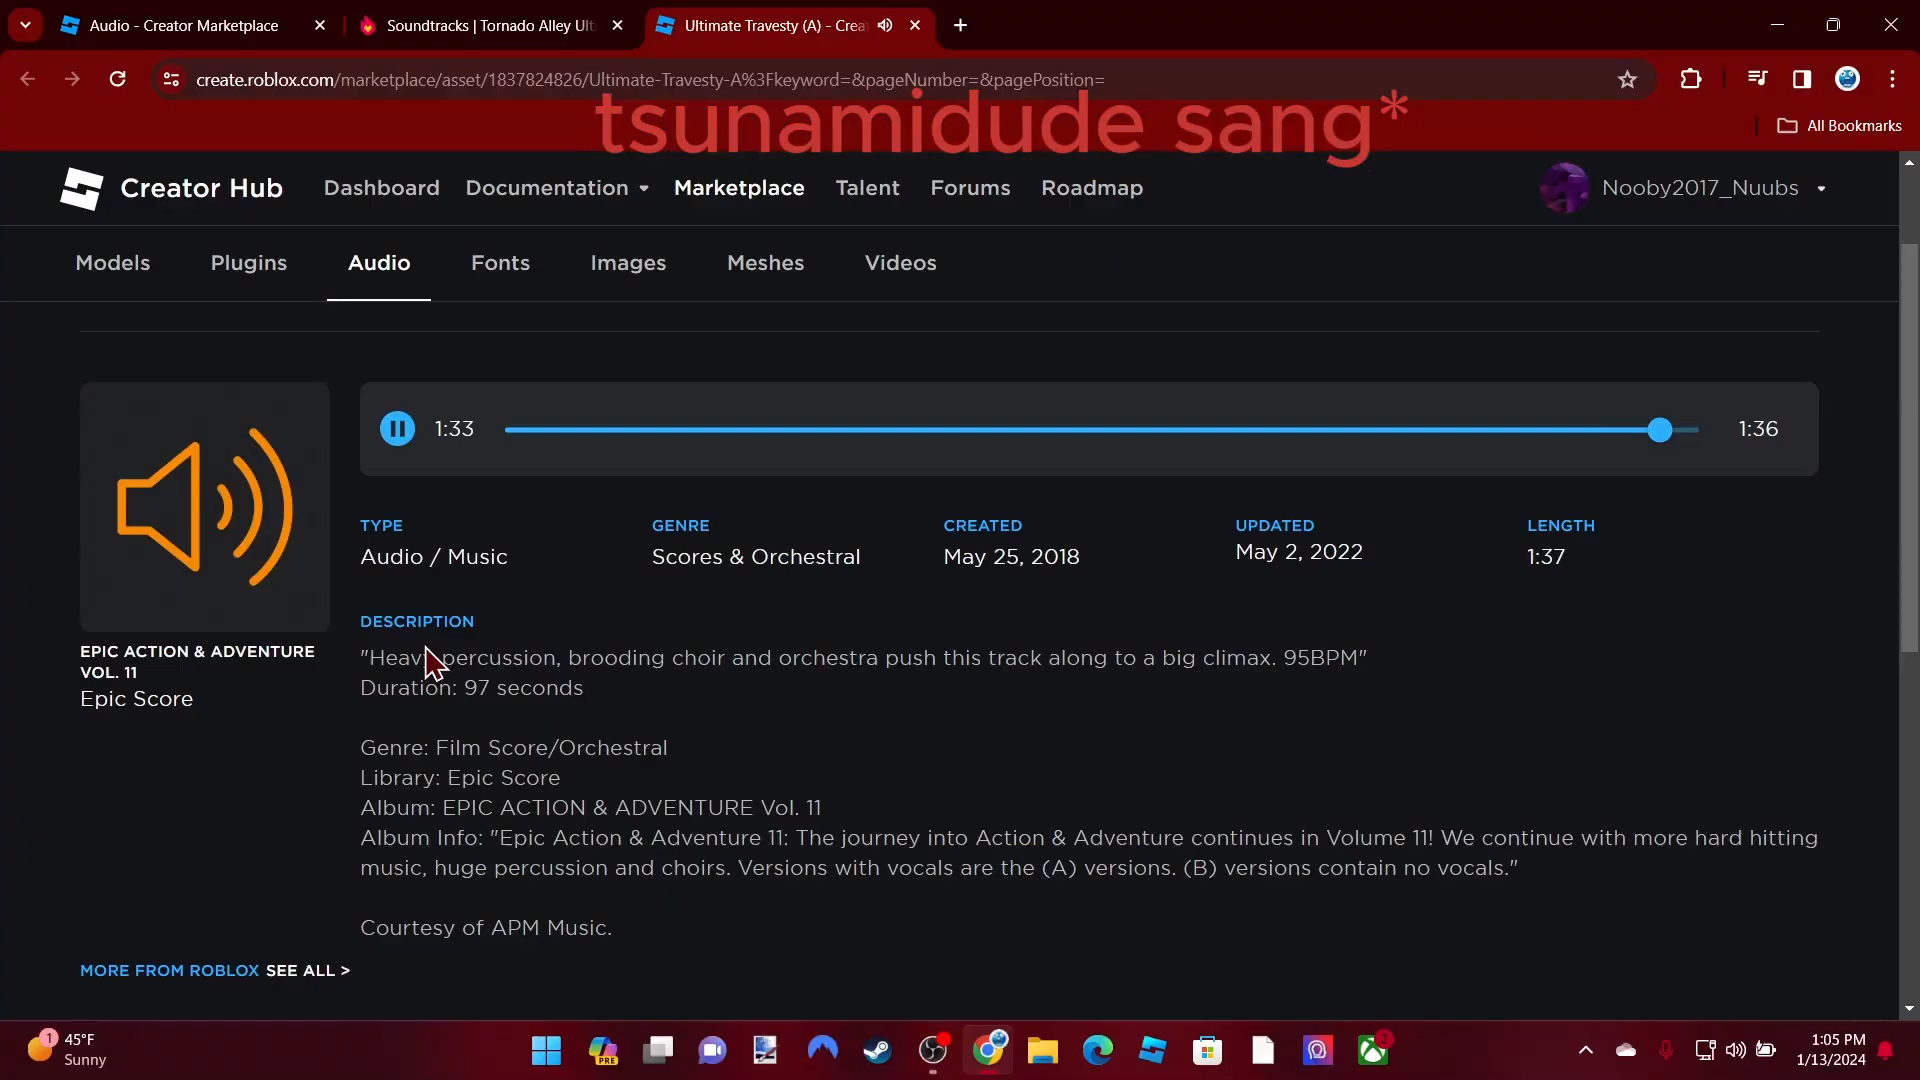 Audio - Creator Marketplace
Soundtracks | Tornado Alley Ult
Ultimate Travesty (A) - Crea
create.roblox.com/marketplace/asset/1837824826/Ultimate-Travesty-A%3Fkeyword=&pageNumber=&pagePosition=
tsunamidude sang*
All Bookmarks
Creator Hub
Dashboard
Documentation
Marketplace
Talent
Forums
Roadmap
Nooby2017_Nuubs
Models
Plugins
Audio
Fonts
Images
Meshes
Videos
1:33
1:36
TYPE
GENRE
CREATED
UPDATED
LENGTH
Audio / Music
Scores & Orchestral
May 25, 2018
May 2, 2022
1:37
DESCRIPTION
EPIC ACTION & ADVENTURE
VOL. 11
Epic Score
"Heavy percussion, brooding choir and orchestra push this track along to a big climax. 95BPM"
Duration: 97 seconds
Genre: Film Score/Orchestral
Library: Epic Score
Album: EPIC ACTION & ADVENTURE Vol. 11
Album Info: "Epic Action & Adventure 11: The journey into Action & Adventure continues in Volume 11! We continue with more hard hitting
music, huge percussion and choirs. Versions with vocals are the (A) versions. (B) versions contain no vocals."
Courtesy of APM Music.
MORE FROM ROBLOX SEE ALL >
1
45°F
Sunny
PRE
2
1:05 PM
1/13/2024